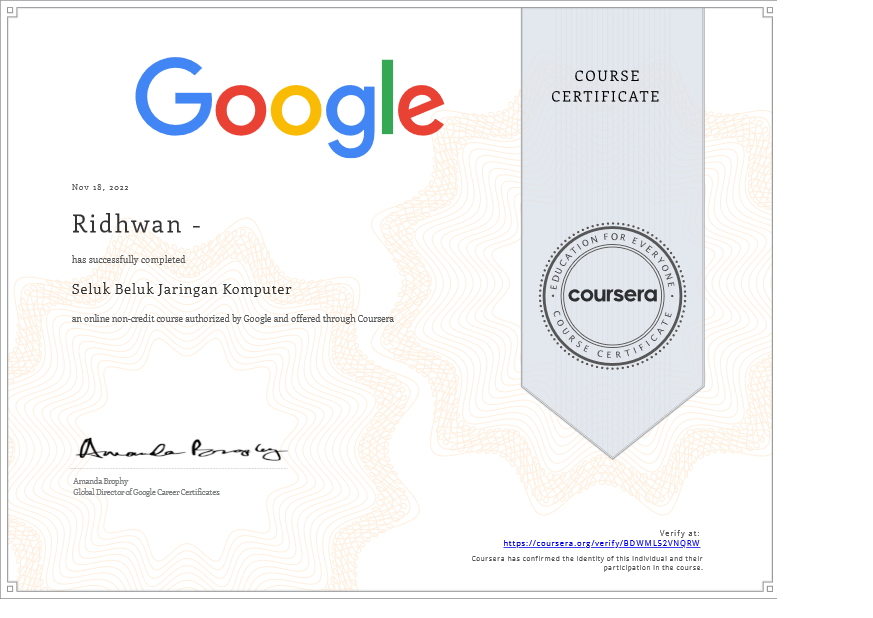 Google
COURSE
CERTIFICATE
Nov 18, 2022
Ridhwan -
has successfully completed
Seluk Beluk Jaringan Komputer
an online non-credit course authorized by Google and offered through Coursera
EDUCATION FOR EVERYONE
coursera
COURSE CERTIFICATE
Amanda Brophy
Amanda Brophy
Global Director of Google Career Certificates
Verify at:
https://coursera.org/verify/BDWML52VNQRW
Coursera has confirmed the identity of this individual and their
participation in the course.